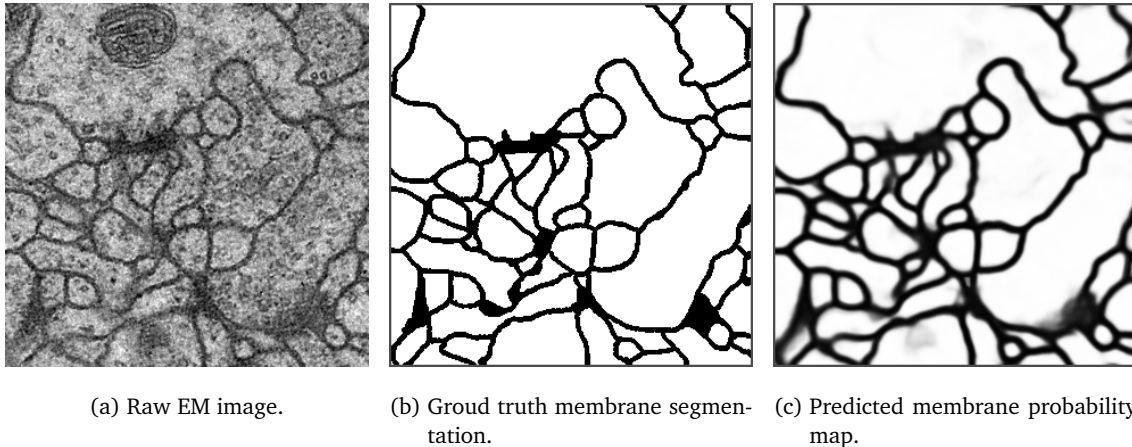 (a) Raw EM image.
(b) Groud truth membrane segmen-
tation.
(c) Predicted membrane probability
map.